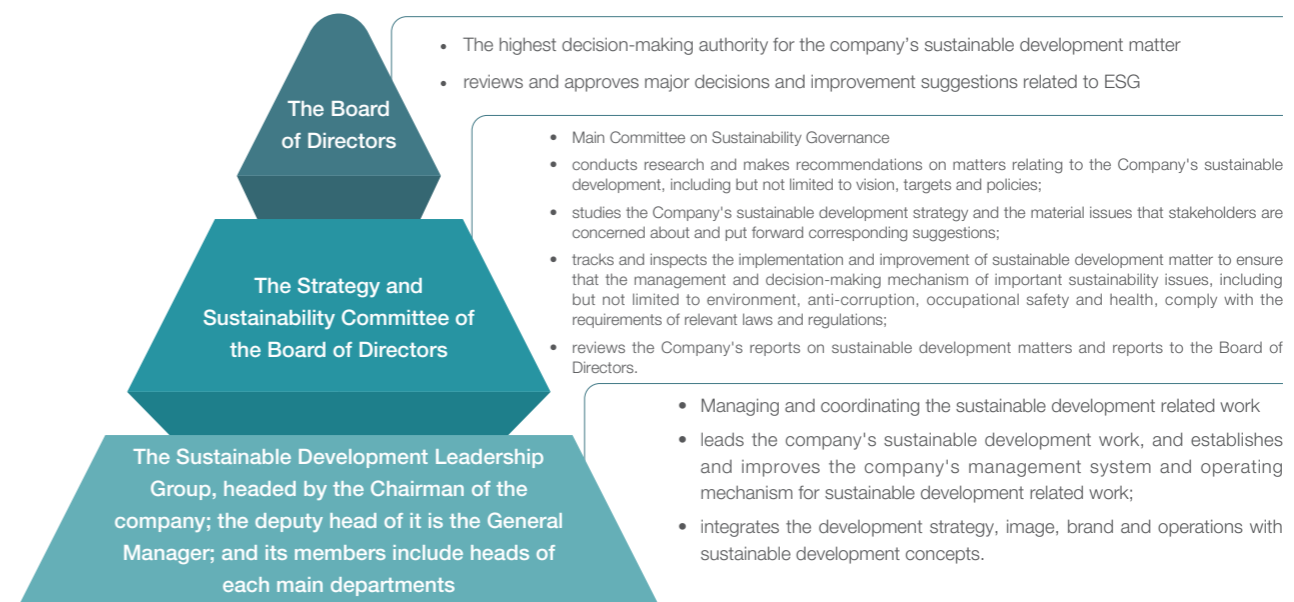 The Board
of Directors
• The highest decision-making authority for the company's sustainable development matter
• reviews and approves major decisions and improvement suggestions related to ESG
The Strategy and
Sustainability Committee of
the Board of Directors
• Main Committee on Sustainability Governance
• conducts research and makes recommendations on matters relating to the Company's sustainable
development, including but not limited to vision, targets and policies;
• studies the Company's sustainable development strategy and the material issues that stakeholders are
concerned about and put forward corresponding suggestions;
• tracks and inspects the implementation and improvement of sustainable development matter to ensure
that the management and decision-making mechanism of important sustainability issues, including
but not limited to environment, anti-corruption, occupational safety and health, comply with the
requirements of relevant laws and regulations;
• reviews the Company's reports on sustainable development matters and reports to the Board of
Directors.
The Sustainable Development Leadership
Group, headed by the Chairman of the
company; the deputy head of it is the General
Manager; and its members include heads of
each main departments
• Managing and coordinating the sustainable development related work
• leads the company's sustainable development work, and establishes
and improves the company's management system and operating
mechanism for sustainable development related work;
• integrates the development strategy, image, brand and operations with
sustainable development concepts.